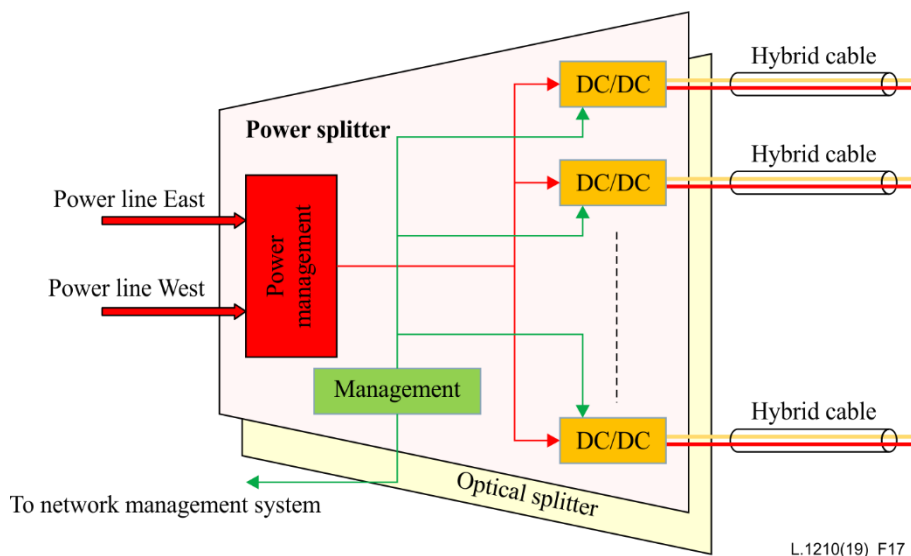 Hybrid cable
DC/DC
Power splitter
Hybrid cable
DC/DC
Power line East
Power
management
Power line West
Management
Hybrid cable
DC/DC
Optical splitter
To network management system
L.1210(19)_F17